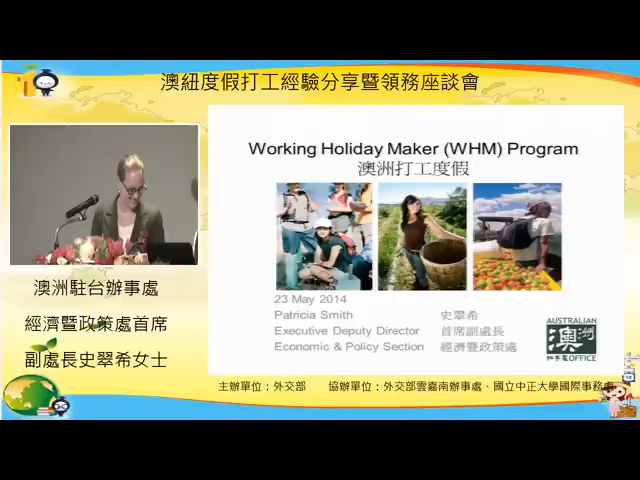 澳紐度假打工經驗分享暨領務座談會
Working Holiday Maker (WHM) Program
澳洲打工度假
23 May 2014
Patricia Smith 史翠希
Executive Deputy Director 首席副處長
Economic & Policy Section 經濟暨政策處
AUSTRALIAN
澳洲
OFFICE
澳洲駐台辦事處
經濟暨政策處首席
副處長史翠希女士
主辦單位：外交部 協辦單位：外交部雲嘉南辦事處、國立中正大學國際事務處